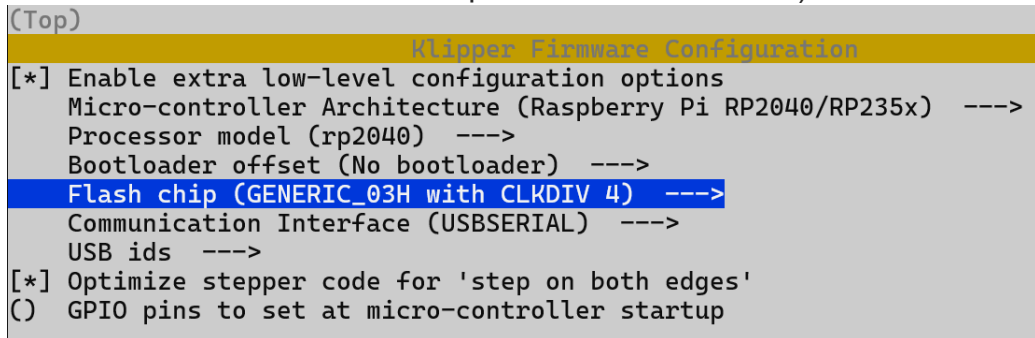 (Top)
Klipper Firmware Configuration
[*] Enable extra low-level configuration options
Micro-controller Architecture (Raspberry Pi RP2040/RP235x) --->
Processor model (rp2040) --->
Bootloader offset (No bootloader) --->
Flash chip (GENERIC_03H with CLKDIV 4) --->
Communication Interface (USBSERIAL) --->
USB ids --->
[*] Optimize stepper code for 'step on both edges'
() GPIO pins to set at micro-controller startup